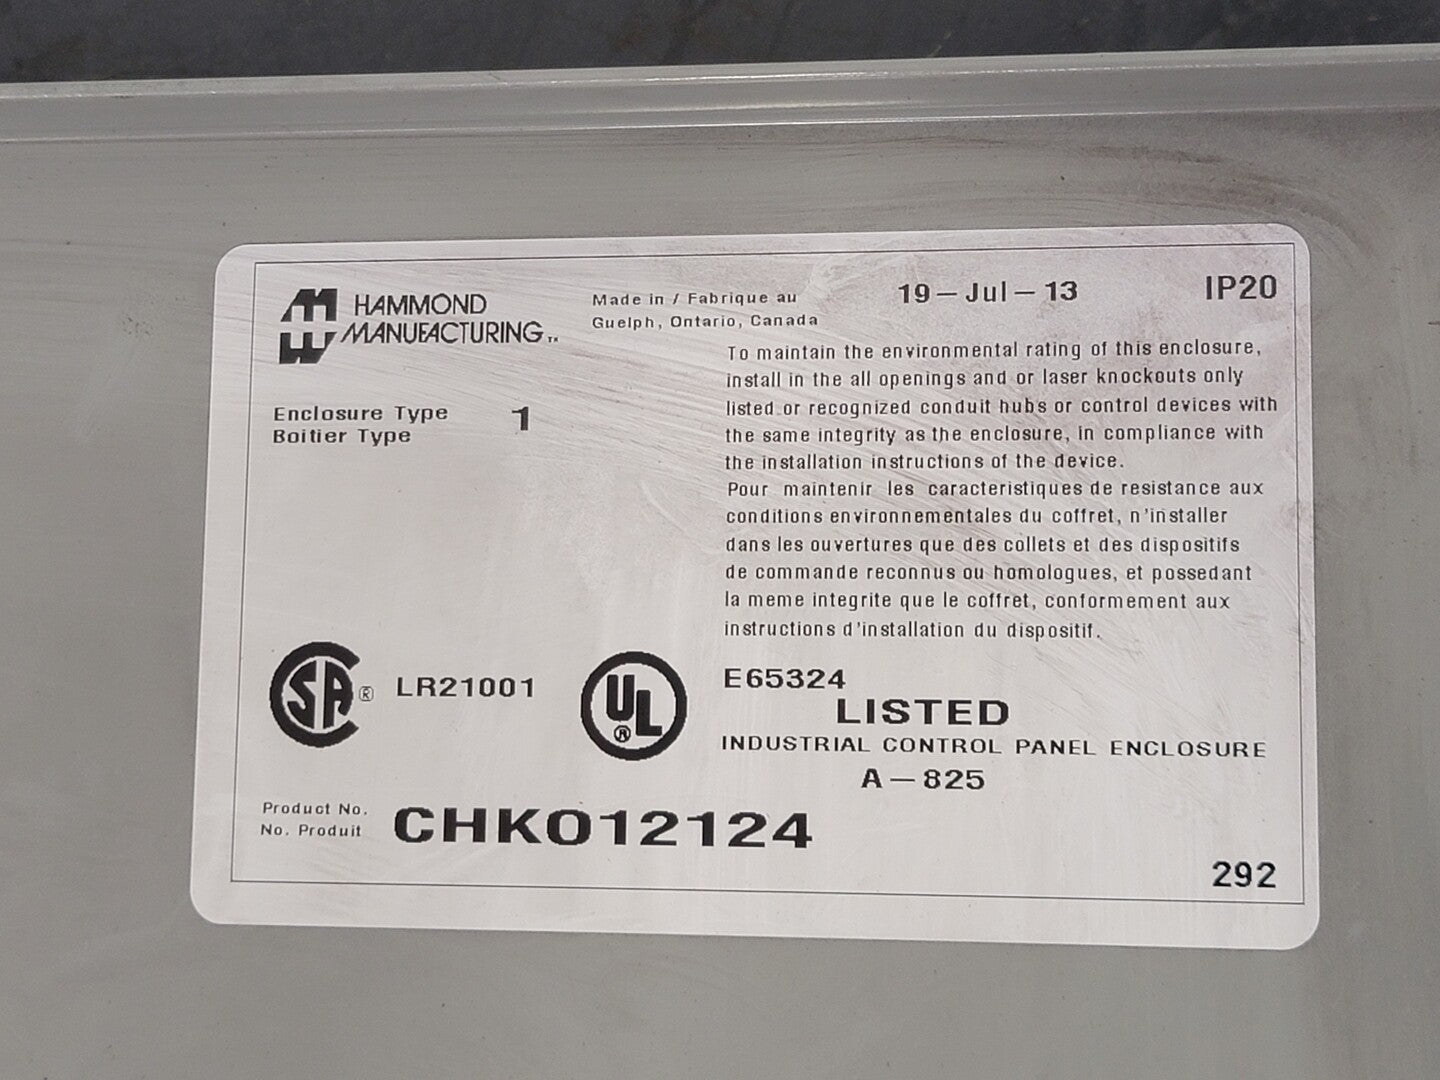 HAMMOND
MANUFACTURING™
Made in / Fabrique au
Guelph, Ontario, Canada
19-Jul-13
IP20
Enclosure Type
Boitier Type
1
To maintain the environmental rating of this enclosure,
install in the all openings and or laser knockouts only
listed or recognized conduit hubs or control devices with
the same integrity as the enclosure, in compliance with
the installation instructions of the device.
Pour maintenir les caracteristiques de resistance aux
conditions environnementales du coffret, n'installer
dans les ouvertures que des collets et des dispositifs
de commande reconnus ou homologues, et possedant
la meme integrite que le coffret, conformement aux
instructions d'installation du dispositif.
SA® LR21001
UL®
E65324
LISTED
INDUSTRIAL CONTROL PANEL ENCLOSURE
A-825
Product No.
No. Produit
CHKO12124
292